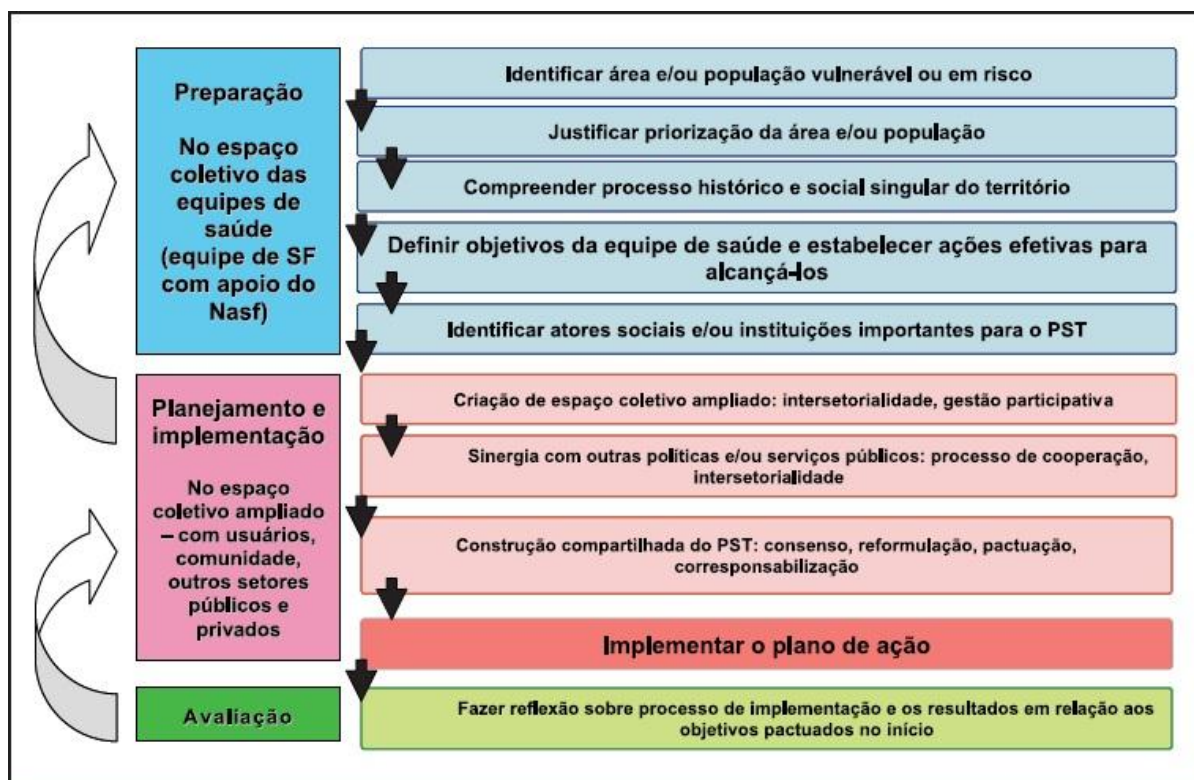 Preparação
No espaço
coletivo das
equipes de
saúde
(equipe de SF
com apoio do
Nasf)
Identificar área e/ou população vulnerável ou em risco
Justificar priorização da área e/ou população
Compreender processo histórico e social singular do território
Definir objetivos da equipe de saúde e estabelecer ações efetivas para
alcançá-los
Identificar atores sociais e/ou instituições importantes para o PST
Planejamento e
implementação
No espaço
coletivo ampliado
– com usuários,
comunidade,
outros setores
públicos e
privados
Criação de espaço coletivo ampliado: intersetorialidade, gestão participativa
Sinergia com outras políticas e/ou serviços públicos: processo de cooperação,
intersetorialidade
Construção compartilhada do PST: consenso, reformulação, pactuação,
corresponsabilização
Implementar o plano de ação
Avaliação
Fazer reflexão sobre processo de implementação e os resultados em relação aos
objetivos pactuados no início